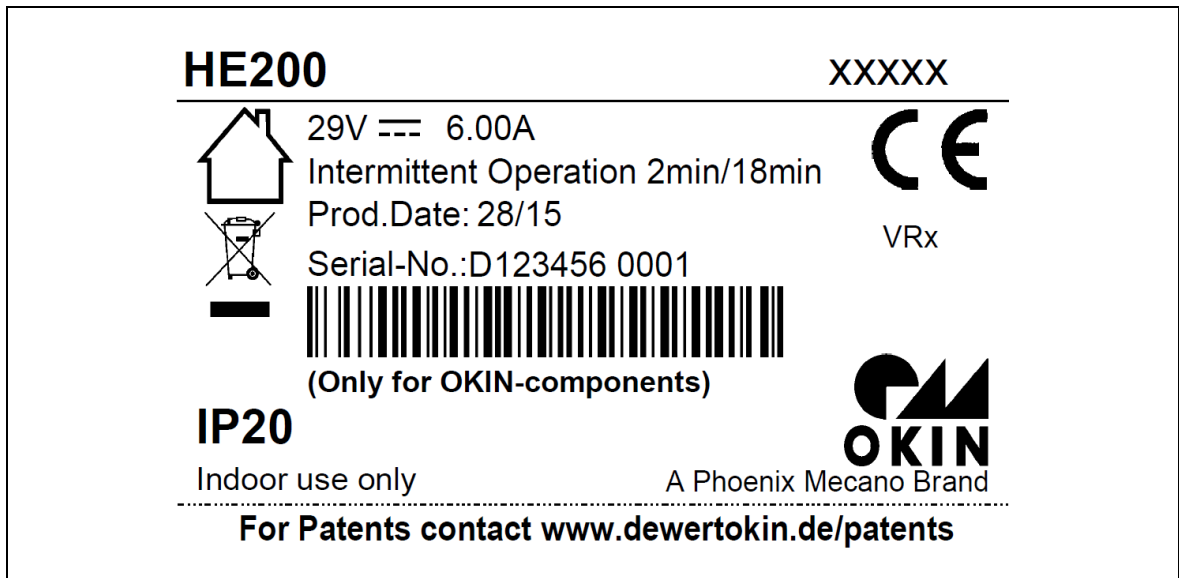 HE200 xxxxx
29V 6.00A
Intermittent Operation 2min/18min
Prod.Date: 28/15
VRx
Serial-No.:D123456 0001
(Only for OKIN-components)
IP20
OKIN
Indoor use only
A Phoenix Mecano Brand
For Patents contact www.dewertokin.de/patents